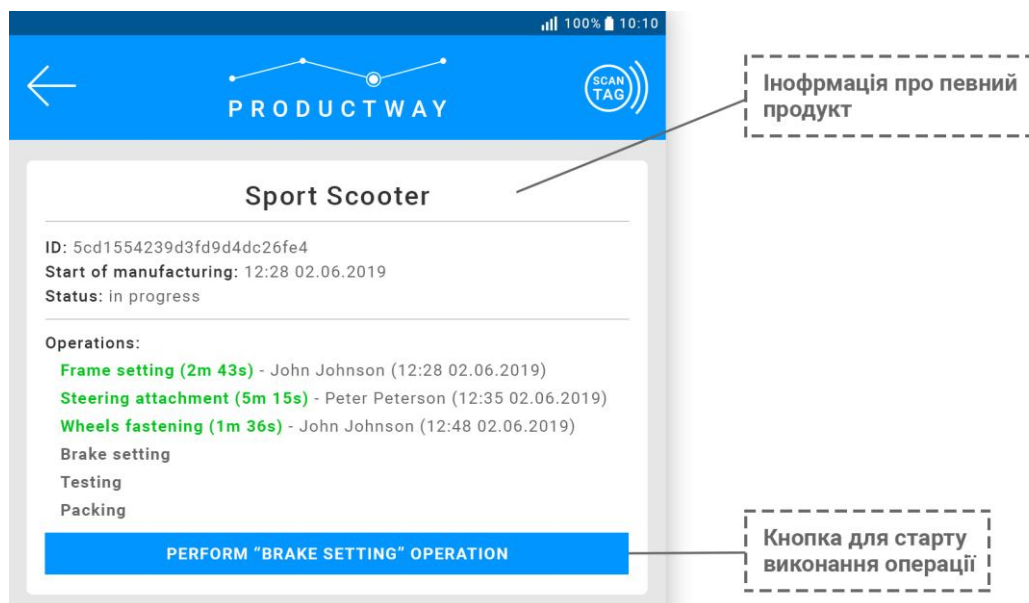 100% 10:10
SCAN
TAG
PRODUCTWAY
Інофрмація про певний
продукт
Sport Scooter
ID: 5cd1554239d3fd9d4dc26fe4
Start of manufacturing: 12:28 02.06.2019
Status: in progress
Operations:
Frame setting (2m 43s) - John Johnson (12:28 02.06.2019)
Steering attachment (5m 15s) - Peter Peterson (12:35 02.06.2019)
Wheels fastening (1m 36s) - John Johnson (12:48 02.06.2019)
Brake setting
Testing
Packing
PERFORM “BRAKE SETTING” OPERATION
Кнопка для старту
виконання операції